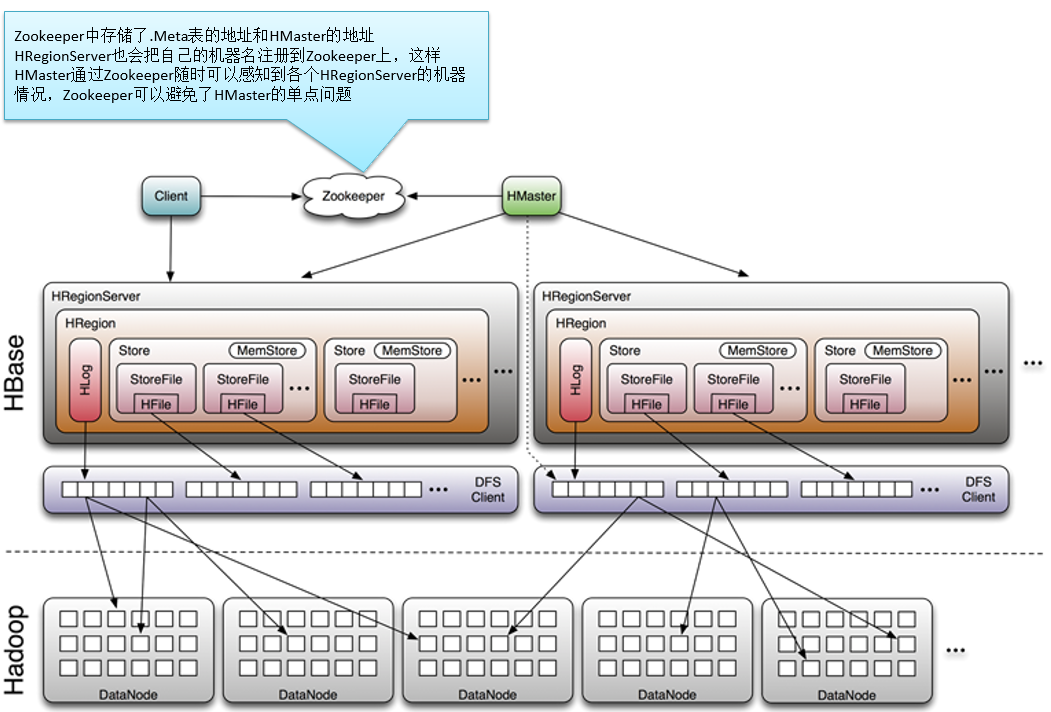 Zookeeper中存储了.Meta表的地址和HMaster的地址
HRegionServer也会把自己的机器名注册到Zookeeper上，这样
HMaster通过Zookeeper随时可以感知到各个HRegionServer的机器
情况，Zookeeper可以避免了HMaster的单点问题
Client
Zookeeper
HMaster
HBase
HRegionServer
HRegion
HLog
Store
MemStore
StoreFile
HFile
StoreFile
HFile
...
Store
MemStore
StoreFile
HFile
...
...
HRegionServer
HRegion
HLog
Store
MemStore
StoreFile
HFile
StoreFile
HFile
...
Store
MemStore
StoreFile
HFile
...
...
...
...
DFS
Client
...
DFS
Client
Hadoop
DataNode
DataNode
DataNode
DataNode
DataNode
...